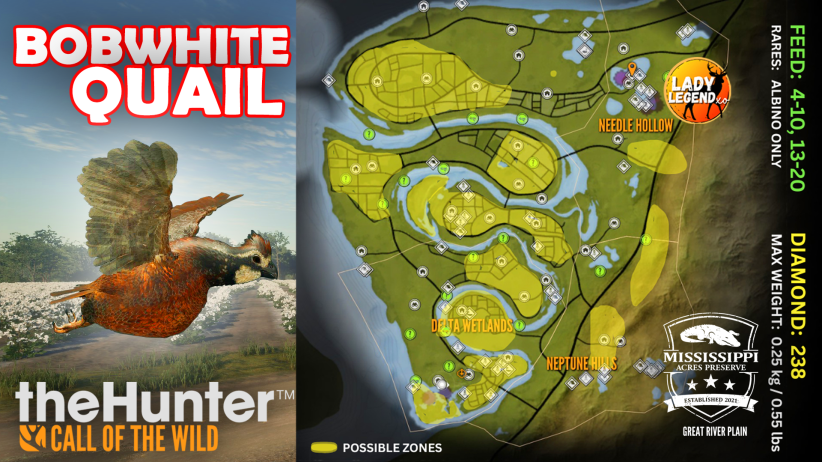 BOBWHITE
QUAIL
theHunter™
CALL OF THE WILD
NEEDLE HOLLOW
LADY
LEGEND
co.
DELTA WETLANDS
NEPTUNE HILLS
MISSISSIPPI
ACRES PRESERVE
ESTABLISHED 2021
GREAT RIVER PLAIN
POSSIBLE ZONES
FEED: 4-10, 13-20
RARES: ALBINO ONLY
DIAMOND: 238
MAX WEIGHT: 0.25 kg / 0.55 lbs